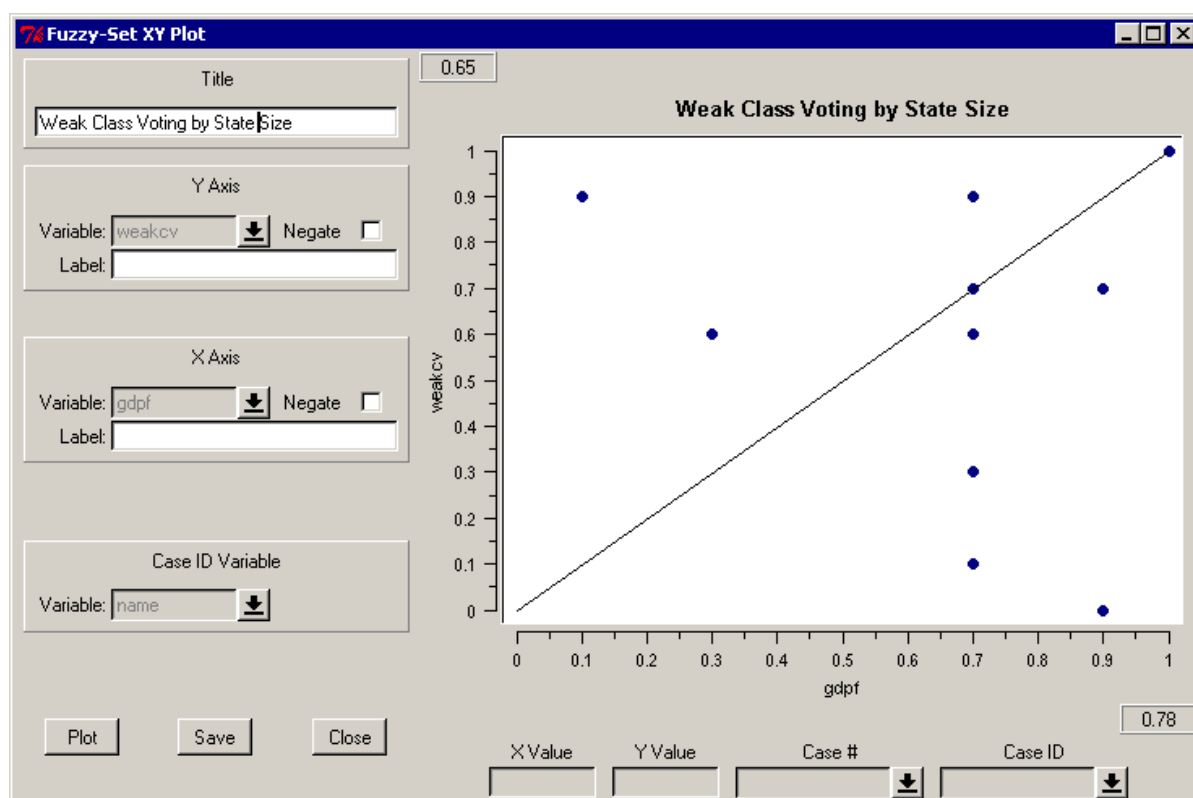 Fuzzy-Set XY Plot
Title
Weak Class Voting by State Size
Y Axis
Variable: weakcv Negate
Label:
X Axis
Variable: gdpf Negate
Label:
Case ID Variable
Variable: name
Plot Save Close
0.65
Weak Class Voting by State Size
1
0.9
0.8
0.7
0.6
0.5
0.4
0.3
0.2
0.1
0
weakcv
0 0.1 0.2 0.3 0.4 0.5 0.6 0.7 0.8 0.9 1
gdpf
0.78
X Value Y Value Case # Case ID